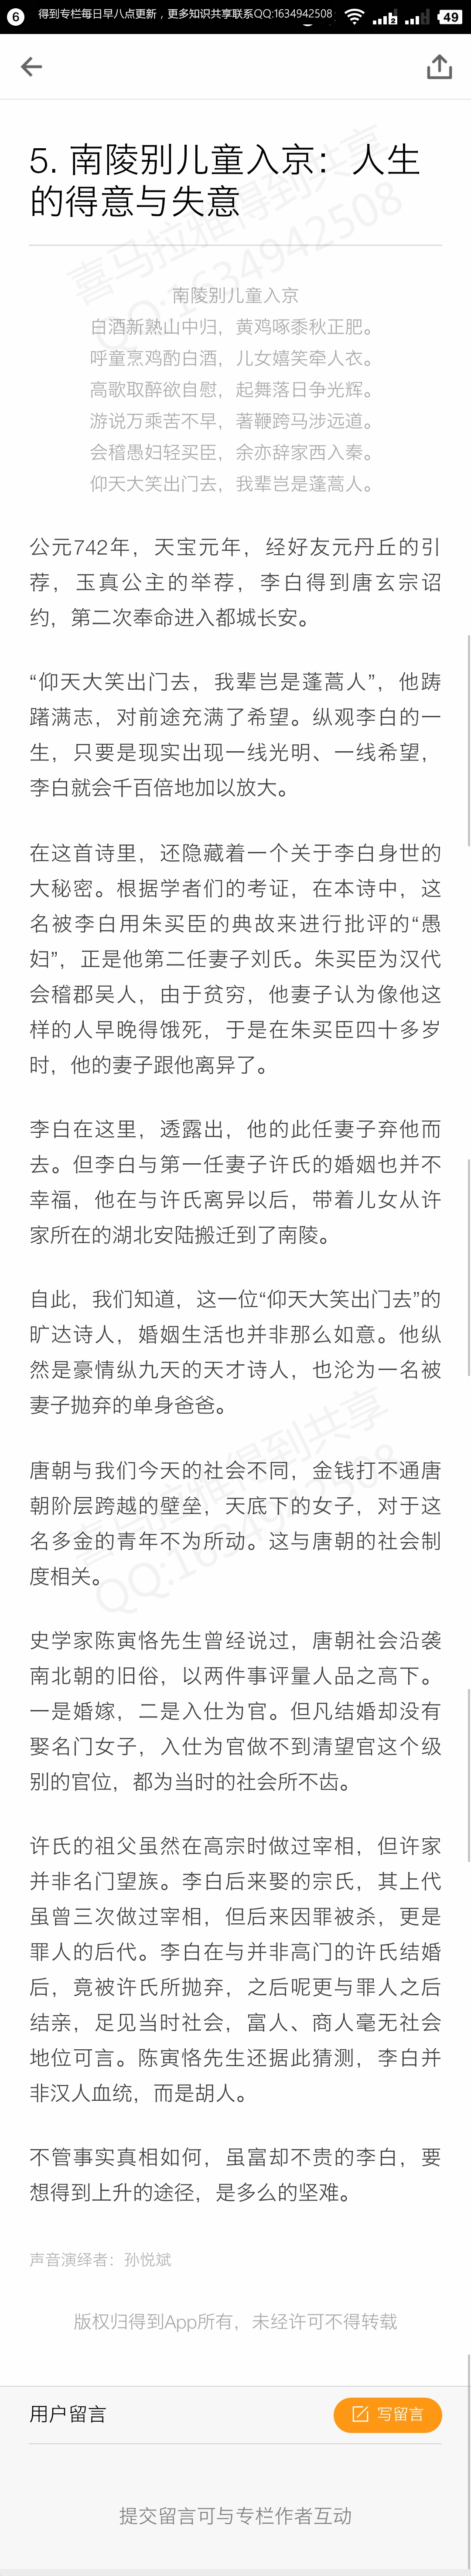 6 得到专栏每日早八点更新，更多知识共享联系QQ:1634942508 2 49
5. 南陵别儿童入京：人生
的得意与失意
喜马拉雅得到共享
QQ:1634942508
南陵别儿童入京
白酒新熟山中归，黄鸡啄黍秋正肥。
呼童烹鸡酌白酒，儿女嬉笑牵人衣。
高歌取醉欲自慰，起舞落日争光辉。
游说万乘苦不早，著鞭跨马涉远道。
会稽愚妇轻买臣，余亦辞家西入秦。
仰天大笑出门去，我辈岂是蓬蒿人。
公元742年，天宝元年，经好友元丹丘的引
荐，玉真公主的举荐，李白得到唐玄宗诏
约，第二次奉命进入都城长安。
“仰天大笑出门去，我辈岂是蓬蒿人”，他踌
躇满志，对前途充满了希望。纵观李白的一
生，只要是现实出现一线光明、一线希望，
李白就会千百倍地加以放大。
在这首诗里，还隐藏着一个关于李白身世的
大秘密。根据学者们的考证，在本诗中，这
名被李白用朱买臣的典故来进行批评的“愚
妇”，正是他第二任妻子刘氏。朱买臣为汉代
会稽郡吴人，由于贫穷，他妻子认为像他这
样的人早晚得饿死，于是在朱买臣四十多岁
时，他的妻子跟他离异了。
李白在这里，透露出，他的此任妻子弃他而
去。但李白与第一任妻子许氏的婚姻也并不
幸福，他在与许氏离异以后，带着儿女从许
家所在的湖北安陆搬迁到了南陵。
自此，我们知道，这一位“仰天大笑出门去”的
旷达诗人，婚姻生活也并非那么如意。他纵
然是豪情纵九天的天才诗人，也沦为一名被
妻子抛弃的单身爸爸。
喜马拉雅得到共享
QQ:1634942508
唐朝与我们今天的社会不同，金钱打不通唐
朝阶层跨越的壁垒，天底下的女子，对于这
名多金的青年不为所动。这与唐朝的社会制
度相关。
史学家陈寅恪先生曾经说过，唐朝社会沿袭
南北朝的旧俗，以两件事评量人品之高下。
一是婚嫁，二是入仕为官。但凡结婚却没有
娶名门女子，入仕为官做不到清望官这个级
别的官位，都为当时的社会所不齿。
许氏的祖父虽然在高宗时做过宰相，但许家
并非名门望族。李白后来娶的宗氏，其上代
虽曾三次做过宰相，但后来因罪被杀，更是
罪人的后代。李白在与并非高门的许氏结婚
后，竟被许氏所抛弃，之后呢更与罪人之后
结亲，足见当时社会，富人、商人毫无社会
地位可言。陈寅恪先生还据此猜测，李白并
非汉人血统，而是胡人。
不管事实真相如何，虽富却不贵的李白，要
想得到上升的途径，是多么的坚难。
声音演绎者：孙悦斌
版权归得到App所有，未经许可不得转载
用户留言
写留言
提交留言可与专栏作者互动